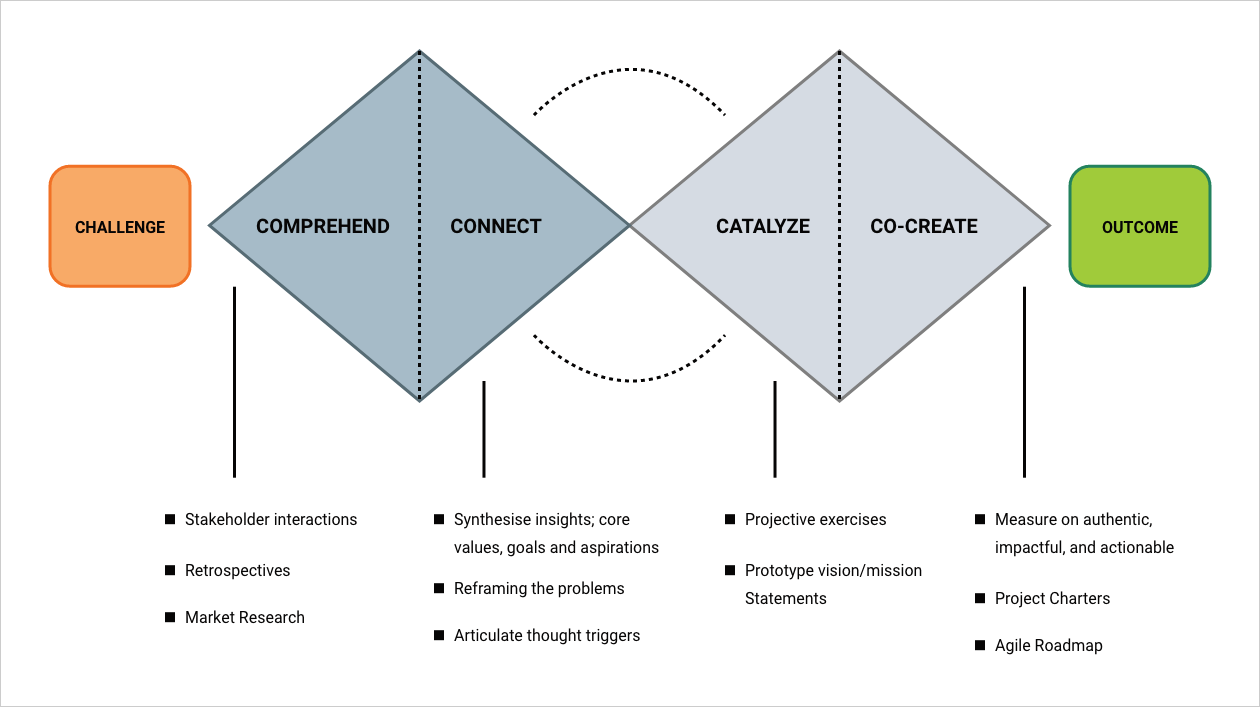 CHALLENGE
COMPREHEND
CONNECT
CATALYZE
CO-CREATE
OUTCOME
Stakeholder interactions
Retrospectives
Market Research
Synthesise insights; core
values, goals and aspirations
Reframing the problems
Articulate thought triggers
Projective exercises
Prototype vision/mission
Statements
Measure on authentic,
impactful, and actionable
Project Charters
Agile Roadmap